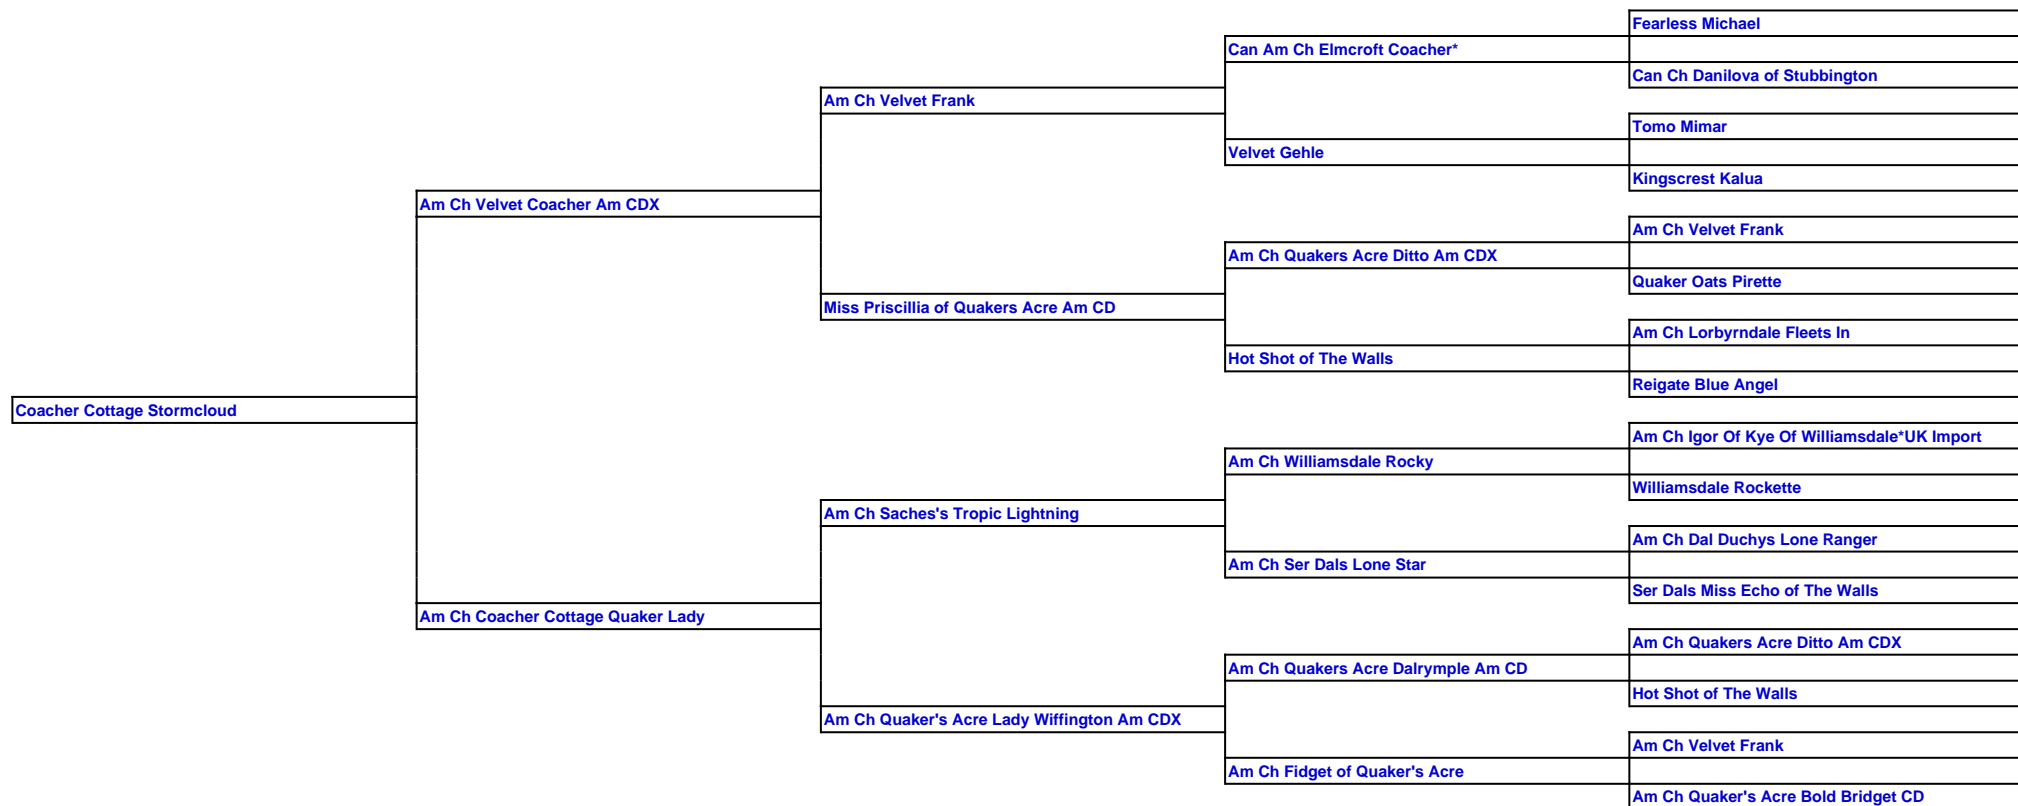 Fearless Michael
Can Am Ch Elmcroft Coacher*
Can Ch Danilova of Stubbington
Am Ch Velvet Frank
Tomo Mimar
Velvet Gehle
Kingscrest Kalua
Am Ch Velvet Coacher Am CDX
Am Ch Velvet Frank
Am Ch Quakers Acre Ditto Am CDX
Quaker Oats Pirette
Miss Priscillia of Quakers Acre Am CD
Am Ch Lorbyrndale Fleets In
Hot Shot of The Walls
Reigate Blue Angel
Coacher Cottage Stormcloud
Am Ch Igor Of Kye Of Williamsdale*UK Import
Am Ch Williamsdale Rocky
Williamsdale Rockette
Am Ch Saches's Tropic Lightning
Am Ch Dal Duchys Lone Ranger
Am Ch Ser Dals Lone Star
Ser Dals Miss Echo of The Walls
Am Ch Coacher Cottage Quaker Lady
Am Ch Quakers Acre Ditto Am CDX
Am Ch Quakers Acre Dalrymple Am CD
Hot Shot of The Walls
Am Ch Quaker's Acre Lady Wiffington Am CDX
Am Ch Velvet Frank
Am Ch Fidget of Quaker's Acre
Am Ch Quaker's Acre Bold Bridget CD